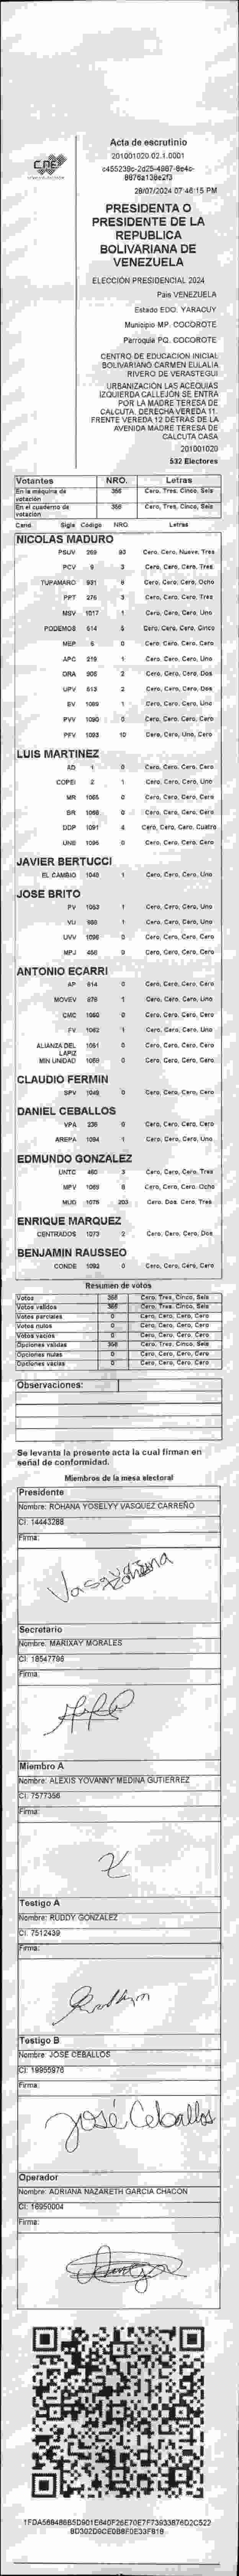 CNE
Acta de escrutinio
201001020.02.1.0001
28/07/2024 07:46:15 PM
PRESIDENTA O
PRESIDENTE DE LA
REPUBLICA
BOLIVARIANA DE
VENEZUELA
ELECCIÓN PRESIDENCIAL 2024
Pais VENEZUELA
Estado EDO. YARACUY
Municipio MP. COCOROTE
Parroquia PQ. COCOROTE
CENTRO DE EDUCACION INICIAL
BOLIVARIANO CARMEN EULALIA
RIVERO DE VERASTEGUI
URBANIZACIÓN LAS ACEQUIAS
IZQUIERDA CALLEJÓN SE ENTRA
POR LA MADRE TERESA DE
CALCUTA. DERECHA VEREDA 11.
FRENTE VEREDA 12 DETRÁS DE LA
AVENIDA MADRE TERESA DE
CALCUTA CASA
201001020
532 Electores
Votantes NRO. Letras
En la máquina de votación 356 Cero, Tres, Cinco, Seis
En el cuaderno de votación 356 Cero, Tres, Cinco, Seis
Cand Sigla Código NRO Letras
NICOLAS MADURO
PSUV 269 93 Cero, Cero, Nueve, Tres
PCV 9 3 Cero, Cero, Cero, Tres
TUPAMARO 931 8 Cero, Cero, Cero, Ocho
PPT 276 3 Cero, Cero, Cero, Tres
MSV 1017 1 Cero, Cero, Cero, Uno
PODEMOS 614 5 Cero, Cero, Cero, Cinco
MEP 6 0 Cero, Cero, Cero, Cero
APC 219 1 Cero, Cero, Cero, Uno
ORA 906 2 Cero, Cero, Cero, Dos
UPV 613 2 Cero, Cero, Cero, Dos
EV 1089 1 Cero, Cero, Cero, Uno
PVV 1090 0 Cero, Cero, Cero, Cero
PFV 1093 10 Cero, Cero, Uno, Cero
LUIS MARTINEZ
AD 1 0 Cero, Cero, Cero, Cero
COPEI 2 1 Cero, Cero, Cero, Uno
MR 1065 0 Cero, Cero, Cero, Cero
BR 1058 0 Cero, Cero, Cero, Cero
DDP 1091 4 Cero, Cero, Cero, Cuatro
UNE 1095 0 Cero, Cero, Cero, Cero
JAVIER BERTUCCI
EL CAMBIO 1048 1 Cero, Cero, Cero, Uno
JOSE BRITO
PV 1053 1 Cero, Cero, Cero, Uno
VU 980 1 Cero, Cero, Cero, Uno
UVV 1096 0 Cero, Cero, Cero, Cero
MPJ 458 0 Cero, Cero, Cero, Cero
ANTONIO ECARRI
AP 814 0 Cero, Cero, Cero, Cero
MOVEV 879 1 Cero, Cero, Cero, Uno
CMC 1050 0 Cero, Cero, Cero, Cero
FV 1062 1 Cero, Cero, Cero, Uno
ALIANZA DEL LAPIZ 1051 0 Cero, Cero, Cero, Cero
MIN UNIDAD 1059 0 Cero, Cero, Cero, Cero
CLAUDIO FERMIN
SPV 1049 0 Cero, Cero, Cero, Cero
DANIEL CEBALLOS
VPA 236 0 Cero, Cero, Cero, Cero
AREPA 1094 1 Cero, Cero, Cero, Uno
EDMUNDO GONZALEZ
UNTC 460 3 Cero, Cero, Cero, Tres
MPV 1069 8 Cero, Cero, Cero, Ocho
MUD 1075 203 Cero, Dos, Cero, Tres
ENRIQUE MARQUEZ
CENTRADOS 1073 2 Cero, Cero, Cero, Dos
BENJAMIN RAUSSEO
CONDE 1092 0 Cero, Cero, Cero, Cero
Resumen de votos
Votos 356 Cero, Tres, Cinco, Seis
Votos validos 356 Cero, Tres, Cinco, Seis
Votos parciales 0 Cero, Cero, Cero, Cero
Votos nulos 0 Cero, Cero, Cero, Cero
Votos vacios 0 Cero, Cero, Cero, Cero
Opciones validas 356 Cero, Tres, Cinco, Seis
Opciones nulas 0 Cero, Cero, Cero, Cero
Opciones vacias 0 Cero, Cero, Cero, Cero
Observaciones:
Se levanta la presente acta la cual firman en
señal de conformidad.
Miembros de la mesa electoral
Presidente
Nombre: ROHANA YOSELYY VASQUEZ CARREÑO
CI: 14443288
Firma:
Vasquez
Rohana
Secretario
Nombre: MARIXAY MORALES
CI: 18547796
Firma:
Miembro A
Nombre: ALEXIS YOVANNY MEDINA GUTIERREZ
CI: 7577356
Firma:
Testigo A
Nombre: RUDDY GONZALEZ
CI: 7512439
Firma:
Testigo B
Nombre: JOSE CEBALLOS
CI: 19955976
Firma:
José Ceballos
Operador
Nombre: ADRIANA NAZARETH GARCIA CHACON
CI: 16950004
Firma: